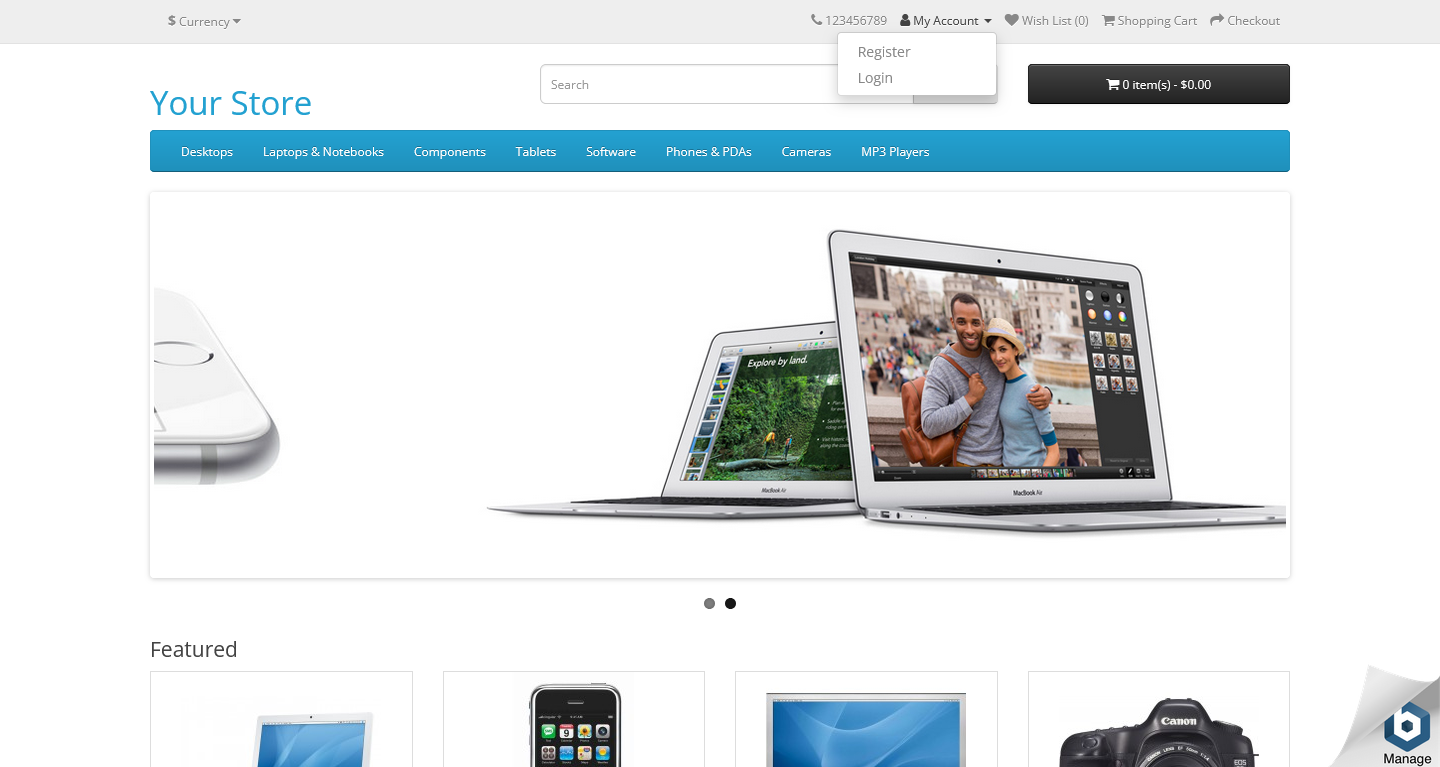 $ Currency
123456789 My Account Wish List (0) Shopping Cart Checkout
Register
Login
Your Store
Search
0 item(s) - $0.00
Desktops Laptops & Notebooks Components Tablets Software Phones & PDAs Cameras MP3 Players
Explore by land.
MacBook Air
MacBook Air
Featured
Canon
EOS
Manage